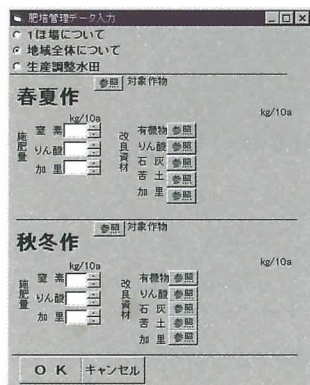 肥培管理データ入力
1ほ場について
地域全体について
生産調整水田
参照 対象作物
春夏作
kg/10a kg/10a
施肥量 改良資材
窒素 有機物 参照
りん酸 りん酸 参照
加里 石灰 参照
苦土 参照
加里 参照
参照 対象作物
秋冬作
kg/10a kg/10a
施肥量 改良資材
窒素 有機物 参照
りん酸 りん酸 参照
加里 石灰 参照
苦土 参照
加里 参照
OK キャンセル